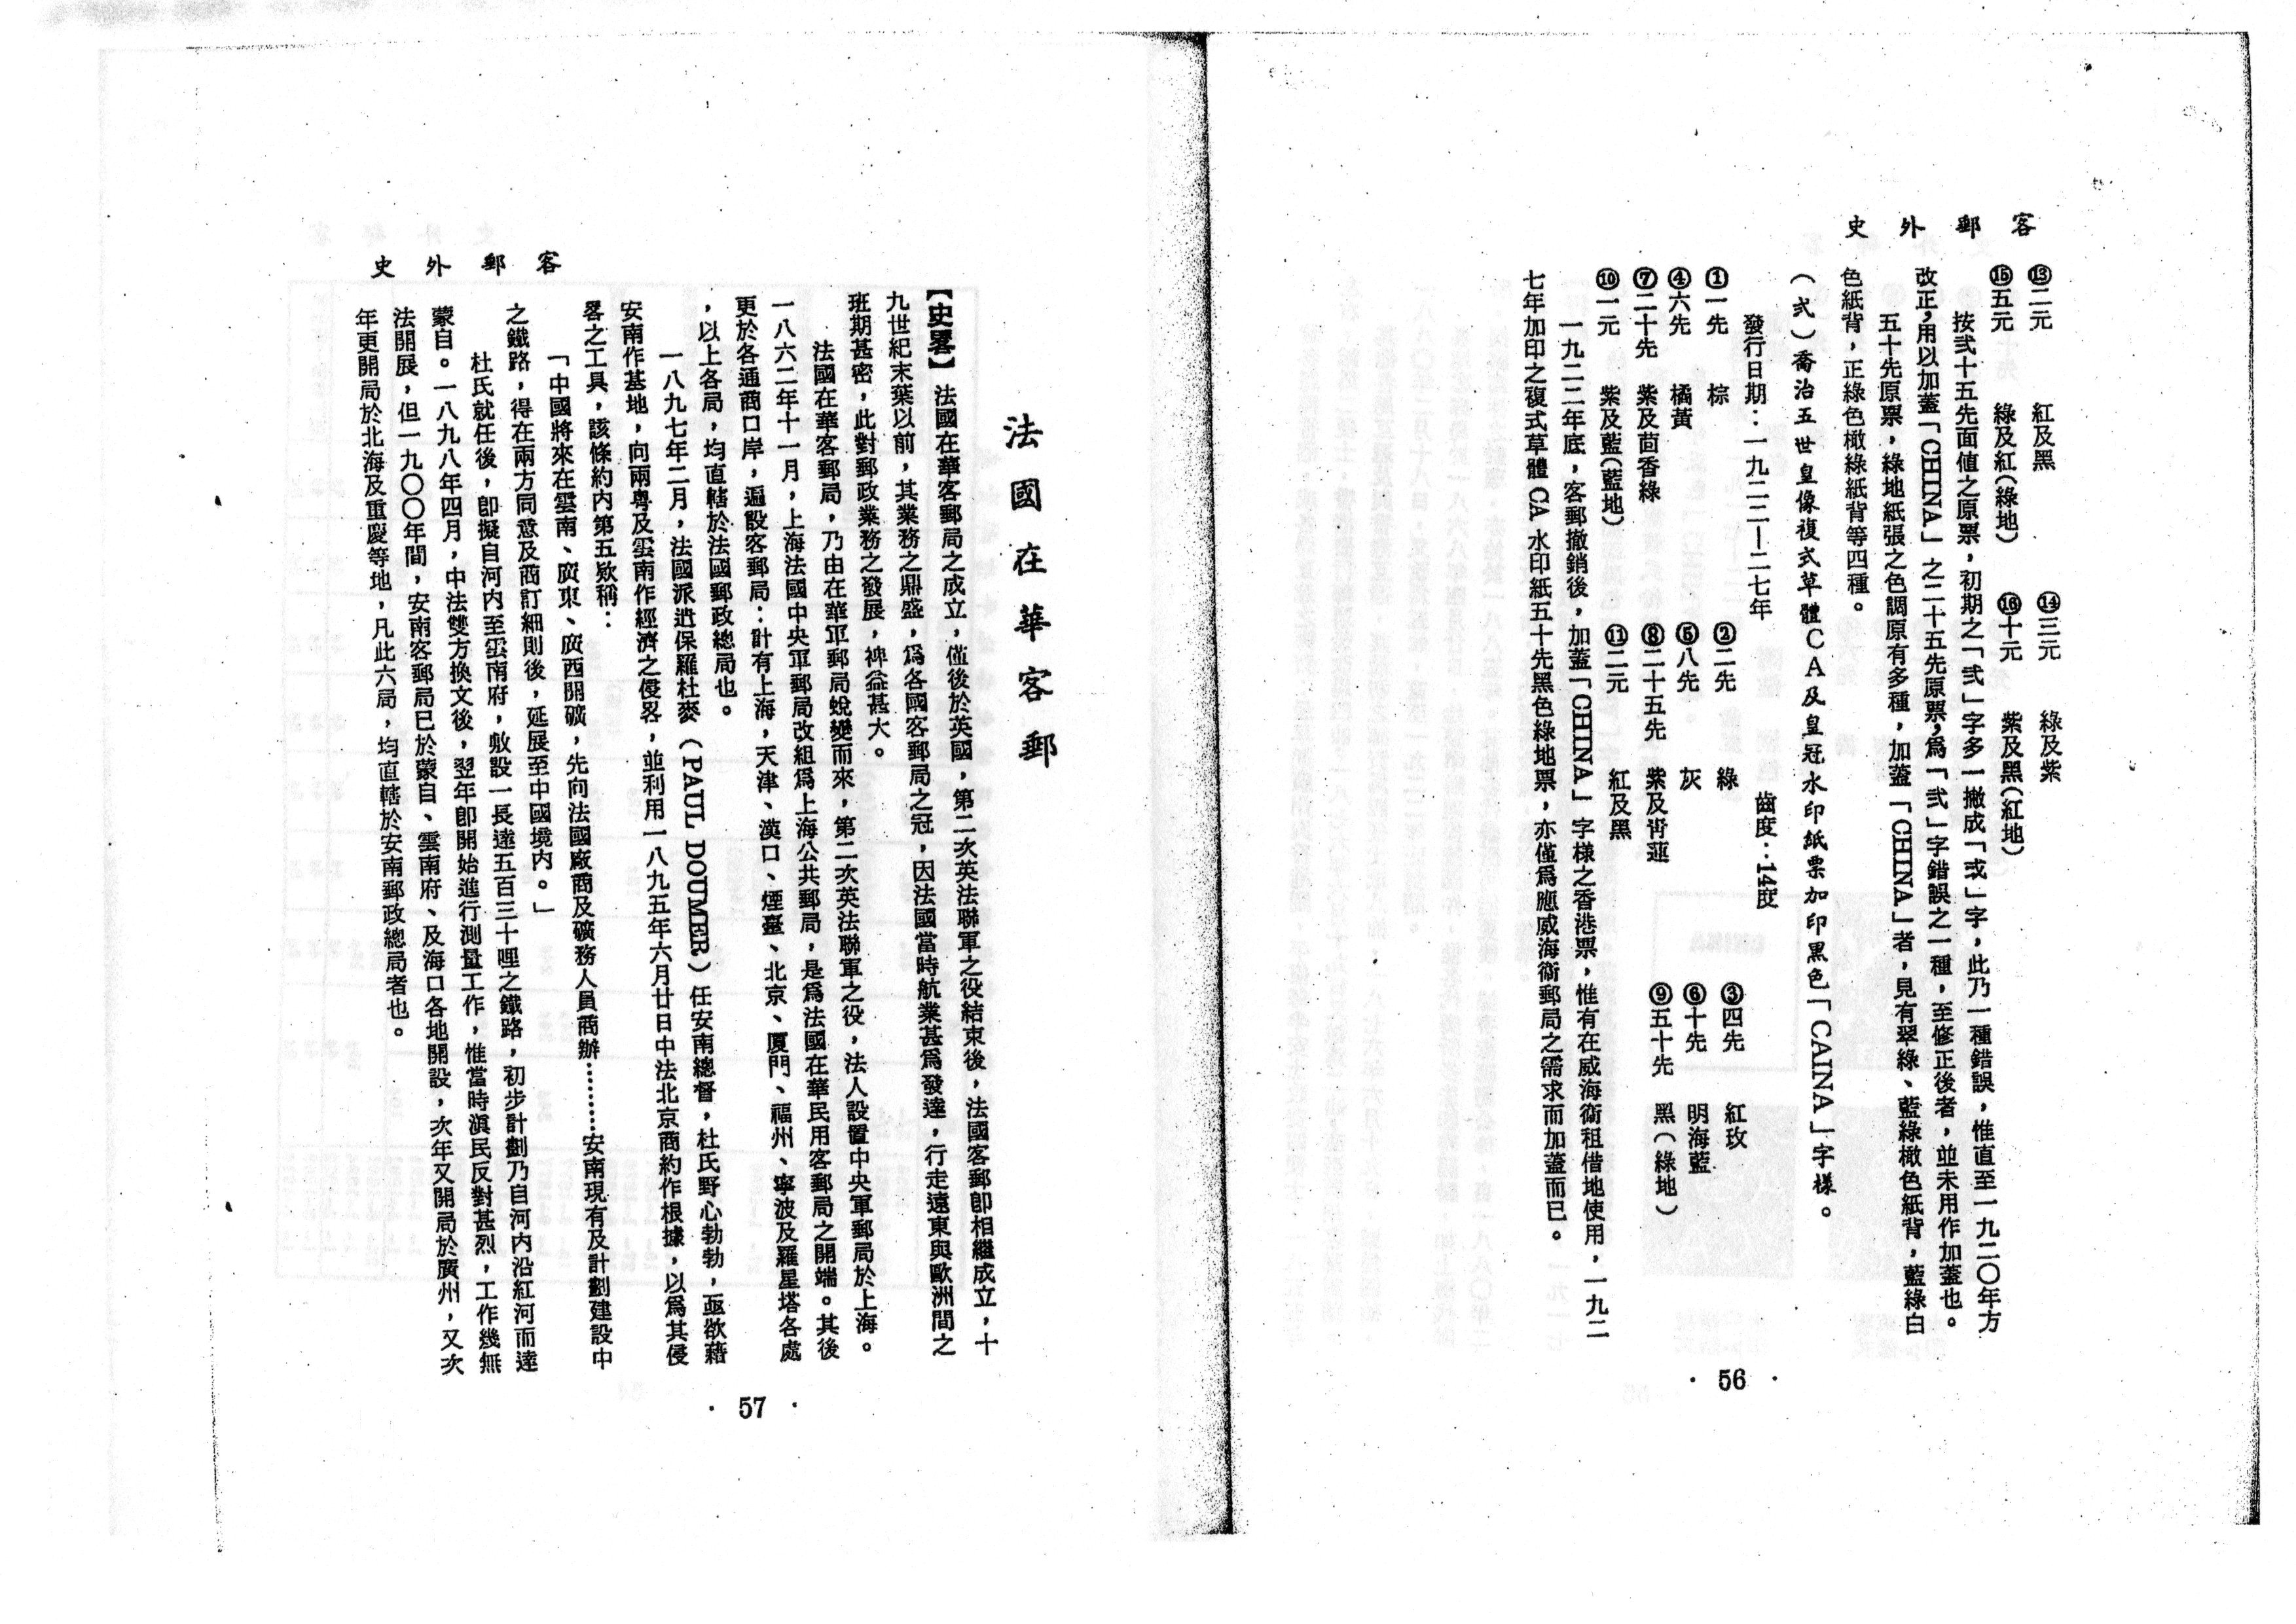 客郵外史
⑬二元　紅及黑　⑭三元　綠及紫
⑮五元　綠及紅（綠地）　⑯十元　紫及黑（紅地）
按弍十五先面值之原票，初期之「弍」字多一撇成「㦯」字，此乃一種錯誤，惟直至一九二〇年方
改正，用以加蓋「CHINA」之二十五先原票，爲「弍」字錯誤之一種，至修正後者，並未用作加蓋也。
五十先原票，綠地紙張之色調原有多種，加蓋「CHINA」者，見有翠綠、藍綠橄色紙背，藍綠白
色紙背，正綠色橄綠紙背等四種。
（弍）喬治五世皇像複式草體CA及皇冠水印紙票加印黑色「CAINA」字樣。
發行日期：一九二二—二七年　齒度：14度
①一先　棕　②二先　綠　③四先　紅玫
④六先　橘黃　⑤八先　灰　⑥十先　明海藍
⑦二十先　紫及茴香綠　⑧二十五先　紫及青蓮　⑨五十先　黑（綠地）
⑩一元　紫及藍（藍地）　⑪二元　紅及黑
一九二二年底，客郵撤銷後，加蓋「CHINA」字樣之香港票，惟有在威海衛租借地使用，一九二
七年加印之複式草體CA水印紙五十先黑色綠地票，亦僅爲應威海衛郵局之需求而加蓋而已。
· 56 ·
客郵外史
法國在華客郵
【史畧】法國在華客郵局之成立，僅後於英國，第二次英法聯軍之役結束後，法國客郵卽相繼成立，十
九世紀末葉以前，其業務之鼎盛，爲各國客郵局之冠，因法國當時航業甚爲發達，行走遠東與歐洲間之
班期甚密，此對郵政業務之發展，裨益甚大。
法國在華客郵局，乃由在華軍郵局蛻變而來，第二次英法聯軍之役，法人設置中央軍郵局於上海。
一八六二年十一月，上海法國中央軍郵局改組爲上海公共郵局，是爲法國在華民用客郵局之開端。其後
更於各通商口岸，遍設客郵局：計有上海，天津、漢口、煙臺、北京、厦門、福州、寧波及羅星塔各處
，以上各局，均直轄於法國郵政總局也。
一八九七年二月，法國派遣保羅杜麥（PAUL DOUMER）任安南總督，杜氏野心勃勃，亟欲藉
安南作基地，向兩粵及雲南作經濟之侵畧，並利用一八九五年六月廿日中法北京商約作根據，以爲其侵
畧之工具，該條約內第五欵稱：
「中國將來在雲南、廣東、廣西開礦，先向法國廠商及礦務人員商辦………安南現有及計劃建設中
之鐵路，得在兩方同意及商訂細則後，延展至中國境內。」
杜氏就任後，卽擬自河內至雲南府，敷設一長達五百三十哩之鐵路，初步計劃乃自河內沿紅河而達
蒙自。一八九八年四月，中法雙方換文後，翌年卽開始進行測量工作，惟當時滇民反對甚烈，工作幾無
法開展，但一九〇〇年間，安南客郵局已於蒙自、雲南府、及海口各地開設，次年又開局於廣州，又次
年更開局於北海及重慶等地，凡此六局，均直轄於安南郵政總局者也。
· 57 ·